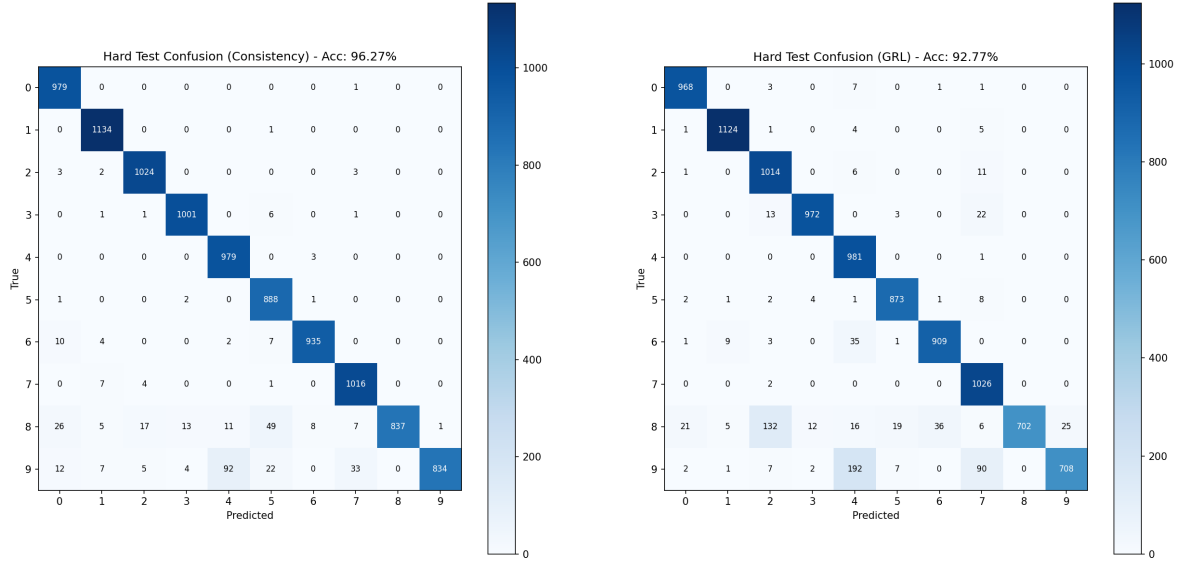 Hard Test Confusion (Consistency) - Acc: 96.27%
0 979 0 0 0 0 0 0 1 0 0
1 0 1134 0 0 0 1 0 0 0 0
2 3 2 1024 0 0 0 0 3 0 0
3 0 1 1 1001 0 6 0 1 0 0
4 0 0 0 0 979 0 3 0 0 0
5 1 0 0 2 0 888 1 0 0 0
6 10 4 0 0 2 7 935 0 0 0
7 0 7 4 0 0 1 0 1016 0 0
8 26 5 17 13 11 49 8 7 837 1
9 12 7 5 4 92 22 0 33 0 834
0 1 2 3 4 5 6 7 8 9
True
Predicted
1000
800
600
400
200
0
Hard Test Confusion (GRL) - Acc: 92.77%
0 968 0 3 0 7 0 1 1 0 0
1 1 1124 1 0 4 0 0 5 0 0
2 1 0 1014 0 6 0 0 11 0 0
3 0 0 13 972 0 3 0 22 0 0
4 0 0 0 0 981 0 0 1 0 0
5 2 1 2 4 1 873 1 8 0 0
6 1 9 3 0 35 1 909 0 0 0
7 0 0 2 0 0 0 0 1026 0 0
8 21 5 132 12 16 19 36 6 702 25
9 2 1 7 2 192 7 0 90 0 708
0 1 2 3 4 5 6 7 8 9
True
Predicted
1000
800
600
400
200
0